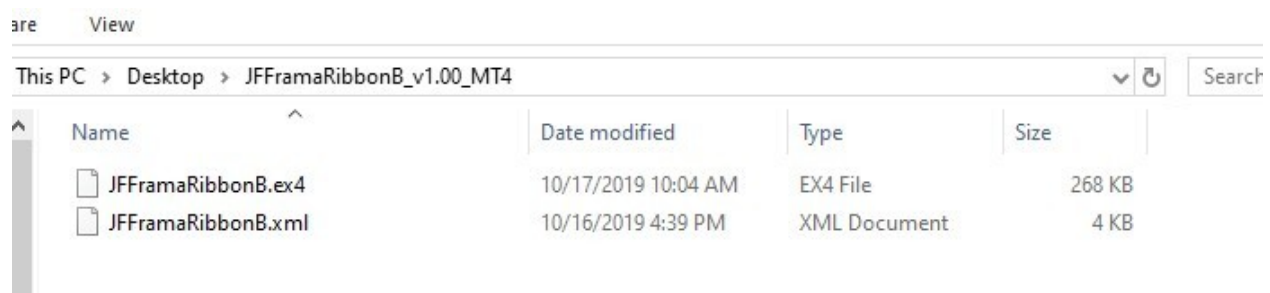 are View
This PC > Desktop > JFFramaRibbonB_v1.00_MT4 Search
Name Date modified Type Size
JFFramaRibbonB.ex4 10/17/2019 10:04 AM EX4 File 268 KB
JFFramaRibbonB.xml 10/16/2019 4:39 PM XML Document 4 KB